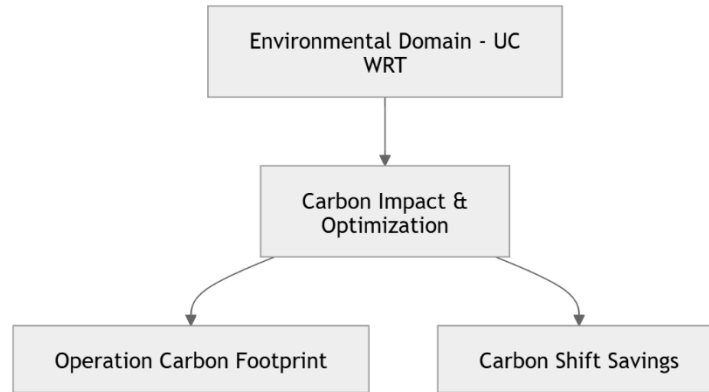 Environmental Domain - UC
WRT
Carbon Impact &
Optimization
Operation Carbon Footprint
Carbon Shift Savings